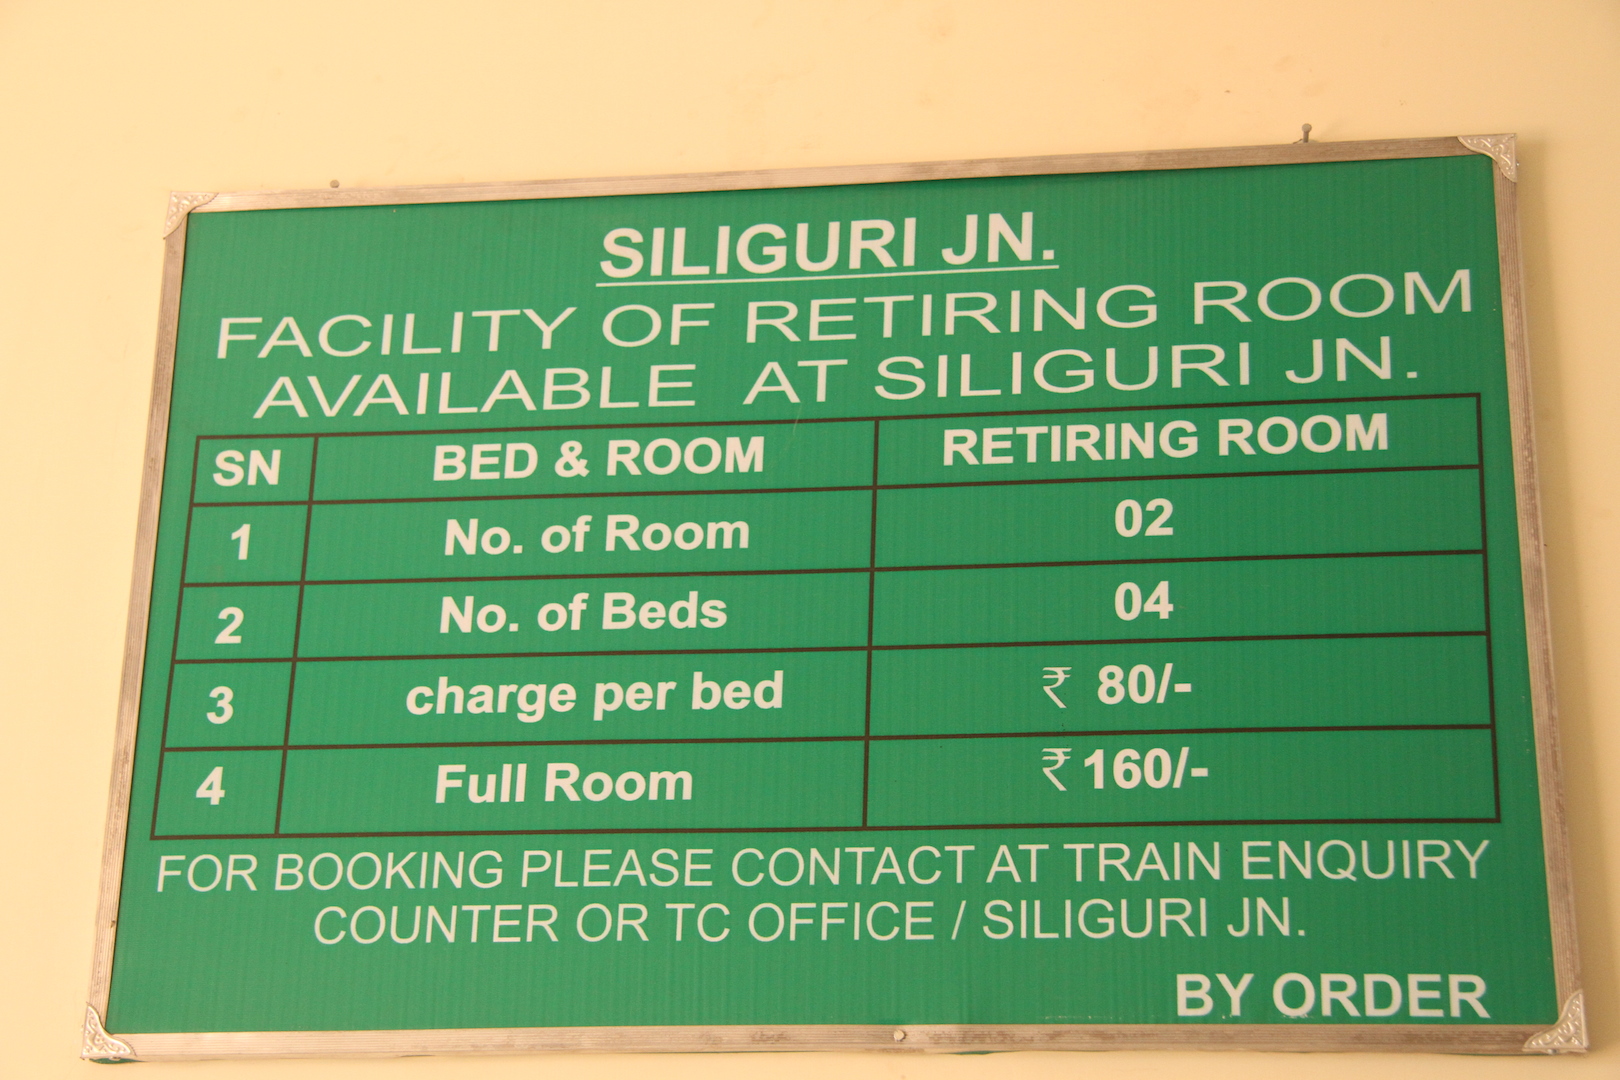 SILIGURI JN.
FACILITY OF RETIRING ROOM
AVAILABLE AT SILIGURI JN.
SN BED & ROOM RETIRING ROOM
1 No. of Room 02
2 No. of Beds 04
3 charge per bed ₹ 80/-
4 Full Room ₹ 160/-
FOR BOOKING PLEASE CONTACT AT TRAIN ENQUIRY
COUNTER OR TC OFFICE / SILIGURI JN.
BY ORDER